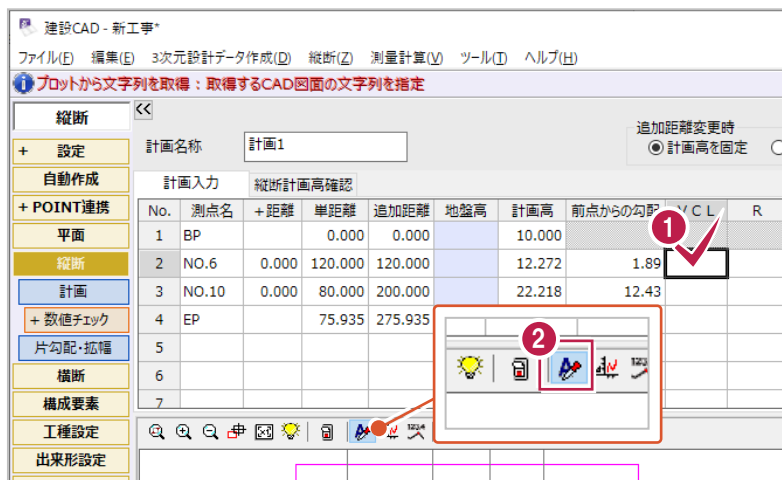 建設CAD - 新工事*
ファイル(F) 編集(E) 3次元設計データ作成(D) 縦断(Z) 測量計算(V) ツール(T) ヘルプ(H)
プロットから文字列を取得：取得するCAD図面の文字列を指定
縦断
+ 設定
自動作成
+ POINT連携
平面
縦断
計画
+ 数値チェック
片勾配・拡幅
横断
構成要素
工種設定
出来形設定
<<
計画名称 計画1
追加距離変更時
計画高を固定
計画入力 縦断計画高確認
No. 測点名 +距離 単距離 追加距離 地盤高 計画高 前点からの勾配 VCL R
1 BP 0.000 0.000 10.000
2 NO.6 0.000 120.000 120.000 12.272 1.89
3 NO.10 0.000 80.000 200.000 22.218 12.43
4 EP 75.935 275.935
5
6
7
1
2